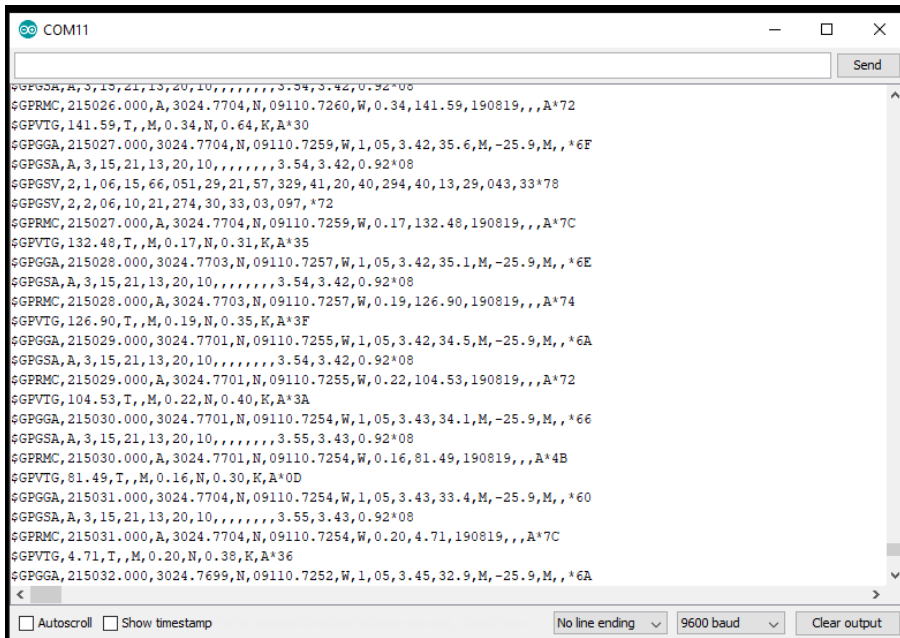 COM11
Send
$GPGSA,A,3,15,21,13,20,10,,,,,,,,3.54,3.42,0.92*08
$GPRMC,215026.000,A,3024.7704,N,09110.7260,W,0.34,141.59,190819,,,A*72
$GPVTG,141.59,T,,M,0.34,N,0.64,K,A*30
$GPGGA,215027.000,3024.7704,N,09110.7259,W,1,05,3.42,35.6,M,-25.9,M,,*6F
$GPGSA,A,3,15,21,13,20,10,,,,,,,,3.54,3.42,0.92*08
$GPGSV,2,1,06,15,66,051,29,21,57,329,41,20,40,294,40,13,29,043,33*78
$GPGSV,2,2,06,10,21,274,30,33,03,097,*72
$GPRMC,215027.000,A,3024.7704,N,09110.7259,W,0.17,132.48,190819,,,A*7C
$GPVTG,132.48,T,,M,0.17,N,0.31,K,A*35
$GPGGA,215028.000,3024.7703,N,09110.7257,W,1,05,3.42,35.1,M,-25.9,M,,*6E
$GPGSA,A,3,15,21,13,20,10,,,,,,,,3.54,3.42,0.92*08
$GPRMC,215028.000,A,3024.7703,N,09110.7257,W,0.19,126.90,190819,,,A*74
$GPVTG,126.90,T,,M,0.19,N,0.35,K,A*3F
$GPGGA,215029.000,3024.7701,N,09110.7255,W,1,05,3.42,34.5,M,-25.9,M,,*6A
$GPGSA,A,3,15,21,13,20,10,,,,,,,,3.54,3.42,0.92*08
$GPRMC,215029.000,A,3024.7701,N,09110.7255,W,0.22,104.53,190819,,,A*72
$GPVTG,104.53,T,,M,0.22,N,0.40,K,A*3A
$GPGGA,215030.000,3024.7701,N,09110.7254,W,1,05,3.43,34.1,M,-25.9,M,,*66
$GPGSA,A,3,15,21,13,20,10,,,,,,,,3.55,3.43,0.92*08
$GPRMC,215030.000,A,3024.7701,N,09110.7254,W,0.16,81.49,190819,,,A*4B
$GPVTG,81.49,T,,M,0.16,N,0.30,K,A*0D
$GPGGA,215031.000,3024.7704,N,09110.7254,W,1,05,3.43,33.4,M,-25.9,M,,*60
$GPGSA,A,3,15,21,13,20,10,,,,,,,,3.55,3.43,0.92*08
$GPRMC,215031.000,A,3024.7704,N,09110.7254,W,0.20,4.71,190819,,,A*7C
$GPVTG,4.71,T,,M,0.20,N,0.38,K,A*36
$GPGGA,215032.000,3024.7699,N,09110.7252,W,1,05,3.45,32.9,M,-25.9,M,,*6A
Autoscroll Show timestamp No line ending 9600 baud Clear output